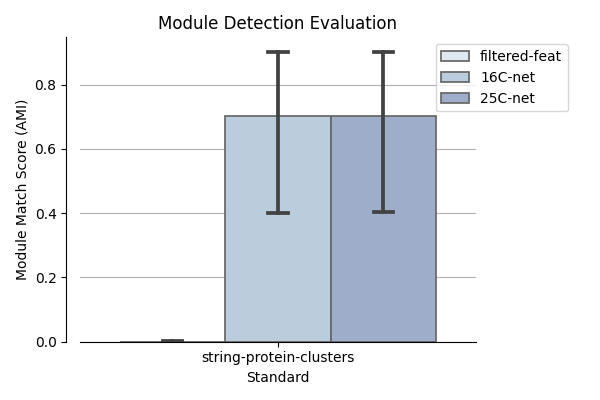 Module Detection Evaluation
filtered-feat
16C-net
25C-net
Module Match Score (AMI)
0.8
0.6
0.4
0.2
0.0
string-protein-clusters
Standard